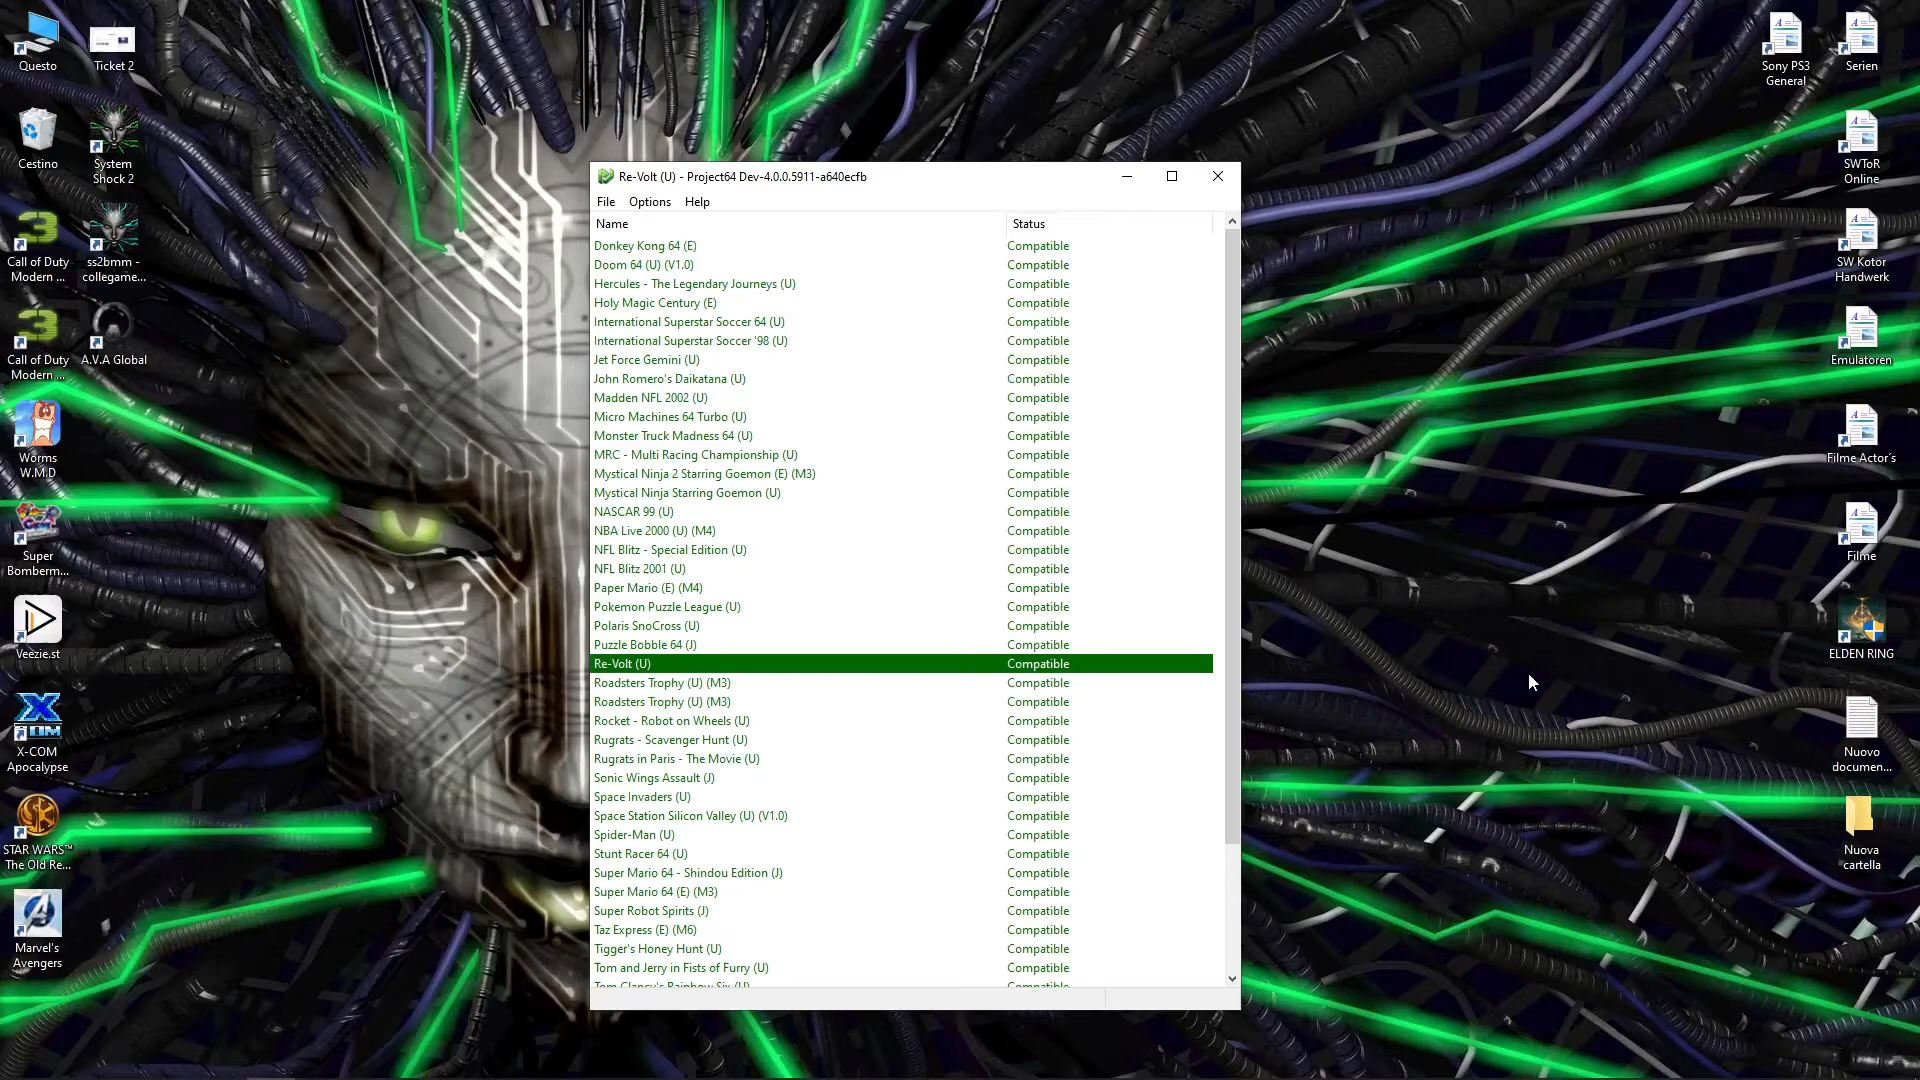 Questo
Ticket 2
Cestino
System
Shock 2
Call of Duty
Modern ...
ss2bmm -
collegame...
Call of Duty
Modern ...
A.V.A Global
Worms
W.M.D
Super
Bomberm...
Veezie.st
X-COM
Apocalypse
STAR WARS™
The Old Re...
Marvel's
Avengers
Re-Volt (U) - Project64 Dev-4.0.0.5911-a640ecfb
File Options Help
Name Status
Donkey Kong 64 (E) Compatible
Doom 64 (U) (V1.0) Compatible
Hercules - The Legendary Journeys (U) Compatible
Holy Magic Century (E) Compatible
International Superstar Soccer 64 (U) Compatible
International Superstar Soccer '98 (U) Compatible
Jet Force Gemini (U) Compatible
John Romero's Daikatana (U) Compatible
Madden NFL 2002 (U) Compatible
Micro Machines 64 Turbo (U) Compatible
Monster Truck Madness 64 (U) Compatible
MRC - Multi Racing Championship (U) Compatible
Mystical Ninja 2 Starring Goemon (E) (M3) Compatible
Mystical Ninja Starring Goemon (U) Compatible
NASCAR 99 (U) Compatible
NBA Live 2000 (U) (M4) Compatible
NFL Blitz - Special Edition (U) Compatible
NFL Blitz 2001 (U) Compatible
Paper Mario (E) (M4) Compatible
Pokemon Puzzle League (U) Compatible
Polaris SnoCross (U) Compatible
Puzzle Bobble 64 (J) Compatible
Re-Volt (U) Compatible
Roadsters Trophy (U) (M3) Compatible
Roadsters Trophy (U) (M3) Compatible
Rocket - Robot on Wheels (U) Compatible
Rugrats - Scavenger Hunt (U) Compatible
Rugrats in Paris - The Movie (U) Compatible
Sonic Wings Assault (J) Compatible
Space Invaders (U) Compatible
Space Station Silicon Valley (U) (V1.0) Compatible
Spider-Man (U) Compatible
Stunt Racer 64 (U) Compatible
Super Mario 64 - Shindou Edition (J) Compatible
Super Mario 64 (E) (M3) Compatible
Super Robot Spirits (J) Compatible
Taz Express (E) (M6) Compatible
Tigger's Honey Hunt (U) Compatible
Tom and Jerry in Fists of Furry (U) Compatible
Tom Clancy's Rainbow Six (U) Compatible
Sony PS3
General
Serien
SWToR
Online
SW Kotor
Handwerk
Emulatoren
Filme Actor´s
Filme
ELDEN RING
Nuovo
documen...
Nuova
cartella